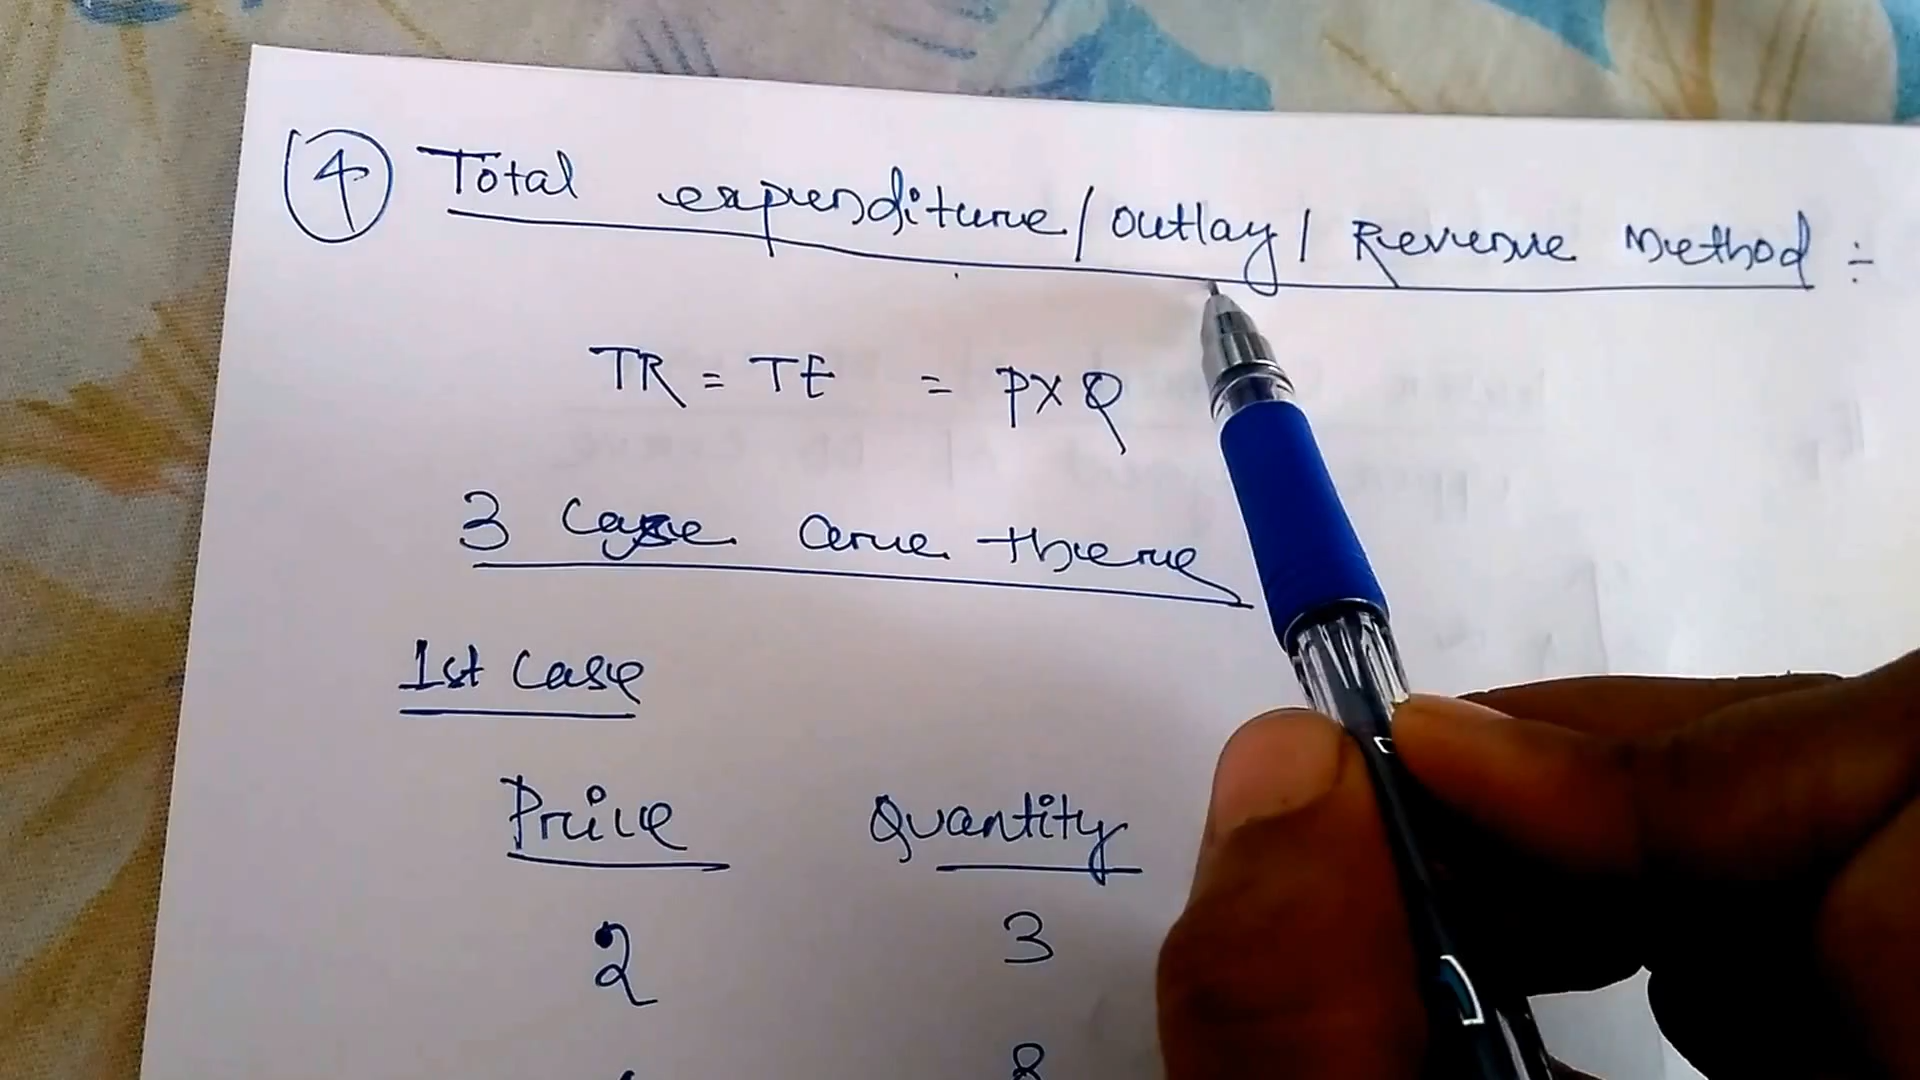 ④ Total expenditure/outlay/Revenue Method ÷
TR = TE = P×Q
3 Case are there
1st Case
Price Quantity
2 3
8